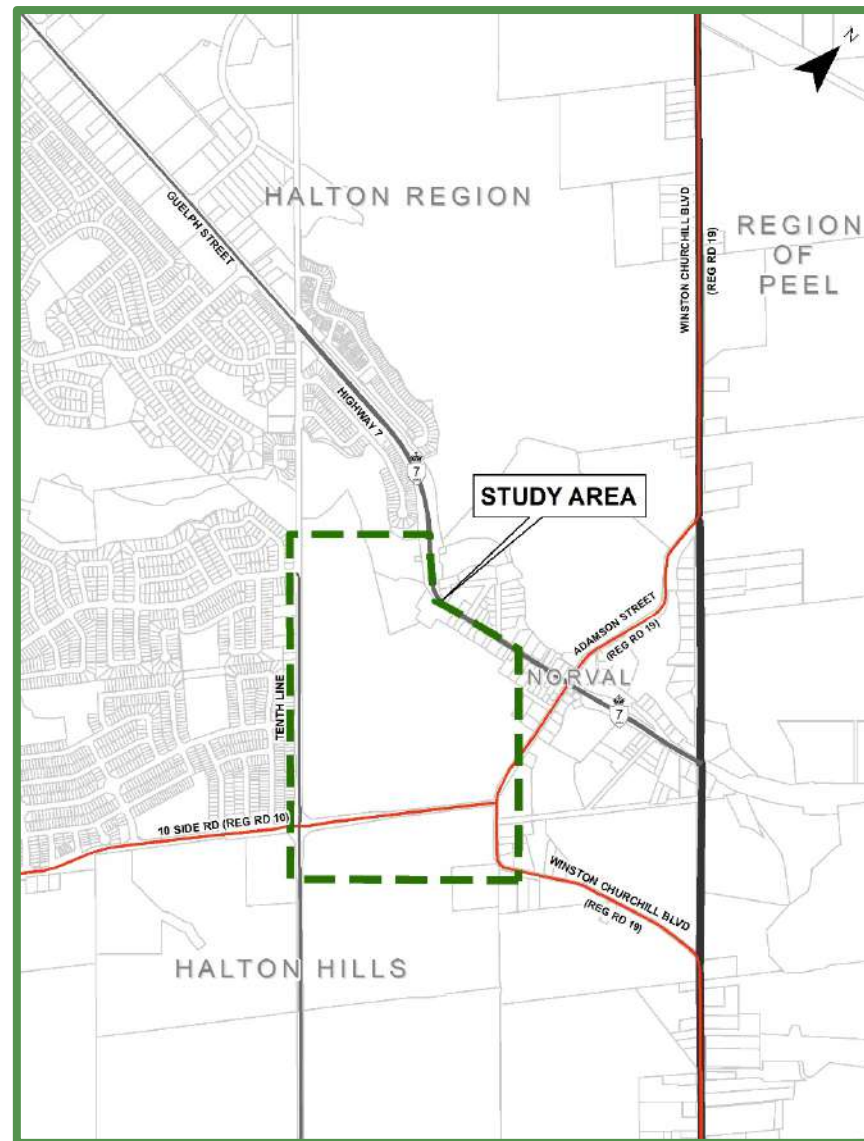 N
HALTON REGION
GUELPH STREET
WINSTON CHURCHILL BLVD
(REG RD 19)
REGION
OF
PEEL
HIGHWAY 7
7
STUDY AREA
ADAMSON STREET
(REG RD 19)
NORVAL
7
TENTH LINE
10 SIDE RD (REG RD 10)
WINSTON CHURCHILL BLVD
(REG RD 19)
HALTON HILLS